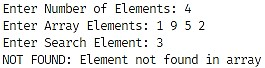 Enter Number of Elements: 4
Enter Array Elements: 1 9 5 2
Enter Search Element: 3
NOT FOUND: Element not found in array